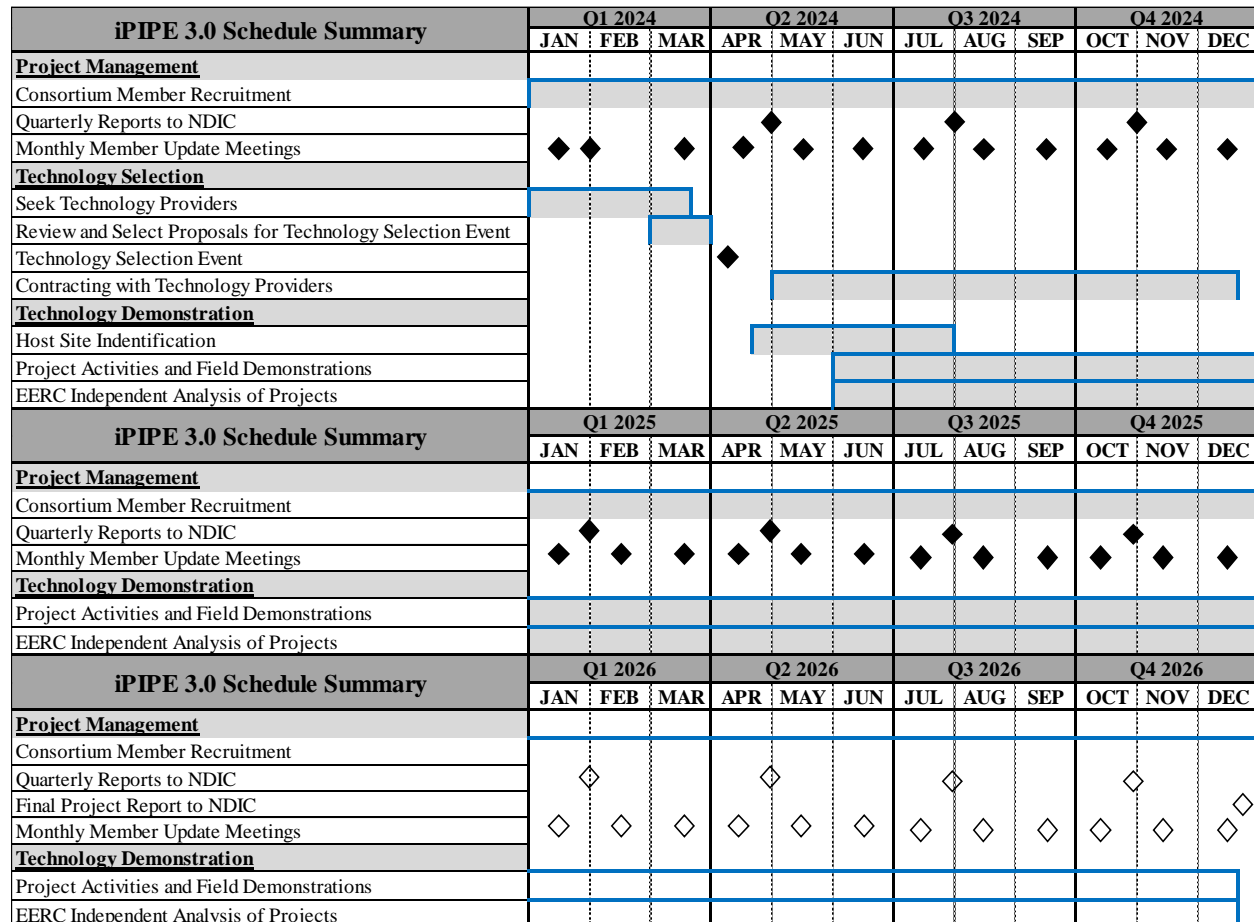 iPIPE 3.0 Schedule Summary
Q1 2024 Q2 2024 Q3 2024 Q4 2024
JAN FEB MAR APR MAY JUN JUL AUG SEP OCT NOV DEC
Project Management
Consortium Member Recruitment
Quarterly Reports to NDIC
Monthly Member Update Meetings
Technology Selection
Seek Technology Providers
Review and Select Proposals for Technology Selection Event
Technology Selection Event
Contracting with Technology Providers
Technology Demonstration
Host Site Indentification
Project Activities and Field Demonstrations
EERC Independent Analysis of Projects
iPIPE 3.0 Schedule Summary
Q1 2025 Q2 2025 Q3 2025 Q4 2025
JAN FEB MAR APR MAY JUN JUL AUG SEP OCT NOV DEC
Project Management
Consortium Member Recruitment
Quarterly Reports to NDIC
Monthly Member Update Meetings
Technology Demonstration
Project Activities and Field Demonstrations
EERC Independent Analysis of Projects
iPIPE 3.0 Schedule Summary
Q1 2026 Q2 2026 Q3 2026 Q4 2026
JAN FEB MAR APR MAY JUN JUL AUG SEP OCT NOV DEC
Project Management
Consortium Member Recruitment
Quarterly Reports to NDIC
Final Project Report to NDIC
Monthly Member Update Meetings
Technology Demonstration
Project Activities and Field Demonstrations
EERC Independent Analysis of Projects